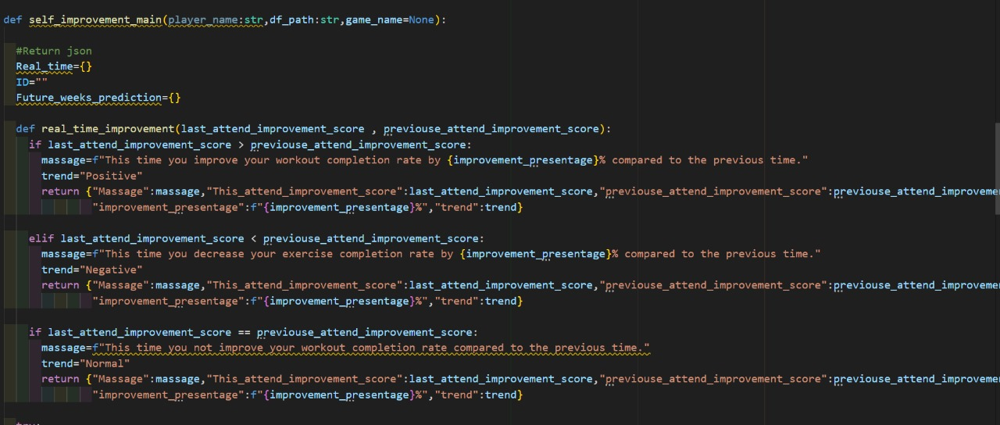 def self_improvement_main(player_name:str,df_path:str,game_name=None):
#Return json
Real_time={}
ID=""
Future_weeks_prediction={}
def real_time_improvement(last_attend_improvement_score , previouse_attend_improvement_score):
if last_attend_improvement_score > previouse_attend_improvement_score:
massage=f"This time you improve your workout completion rate by {improvement_presentage}% compared to the previous time."
trend="Positive"
return {"Massage":massage,"This_attend_improvement_score":last_attend_improvement_score,"previouse_attend_improvement_score":previouse_attend_improveme
"improvement_presentage":f"{improvement_presentage}%","trend":trend}
elif last_attend_improvement_score < previouse_attend_improvement_score:
massage=f"This time you decrease your exercise completion rate by {improvement_presentage}% compared to the previous time."
trend="Negative"
return {"Massage":massage,"This_attend_improvement_score":last_attend_improvement_score,"previouse_attend_improvement_score":previouse_attend_improveme
"improvement_presentage":f"{improvement_presentage}%","trend":trend}
if last_attend_improvement_score == previouse_attend_improvement_score:
massage=f"This time you not improve your workout completion rate compared to the previous time."
trend="Normal"
return {"Massage":massage,"This_attend_improvement_score":last_attend_improvement_score,"previouse_attend_improvement_score":previouse_attend_improveme
"improvement_presentage":f"{improvement_presentage}%","trend":trend}